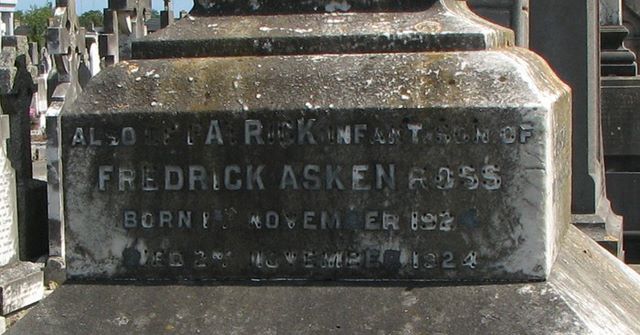 ALSO OF PATRICK INFANT SON OF
FREDRICK ASKEN ROSS
BORN 1ST NOVEMBER 1924
DIED 2ND NOVEMBER 1924